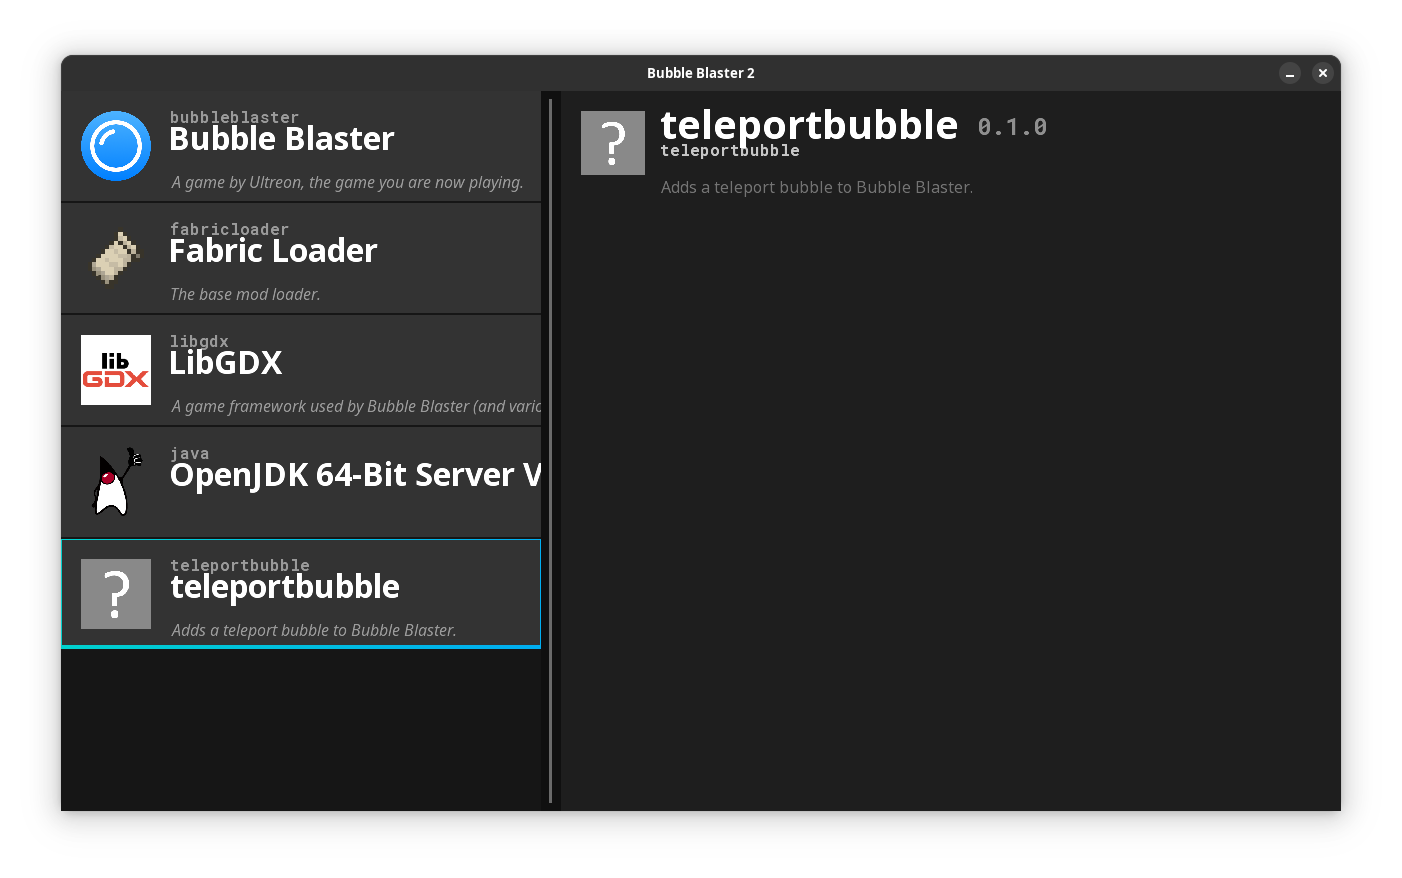 Bubble Blaster 2
bubbleblaster
Bubble Blaster
A game by Ultreon, the game you are now playing.
fabricloader
Fabric Loader
The base mod loader.
lib
GDX
libgdx
LibGDX
A game framework used by Bubble Blaster (and vario
java
OpenJDK 64-Bit Server V
?
teleportbubble
teleportbubble
Adds a teleport bubble to Bubble Blaster.
?
teleportbubble 0.1.0
teleportbubble
Adds a teleport bubble to Bubble Blaster.